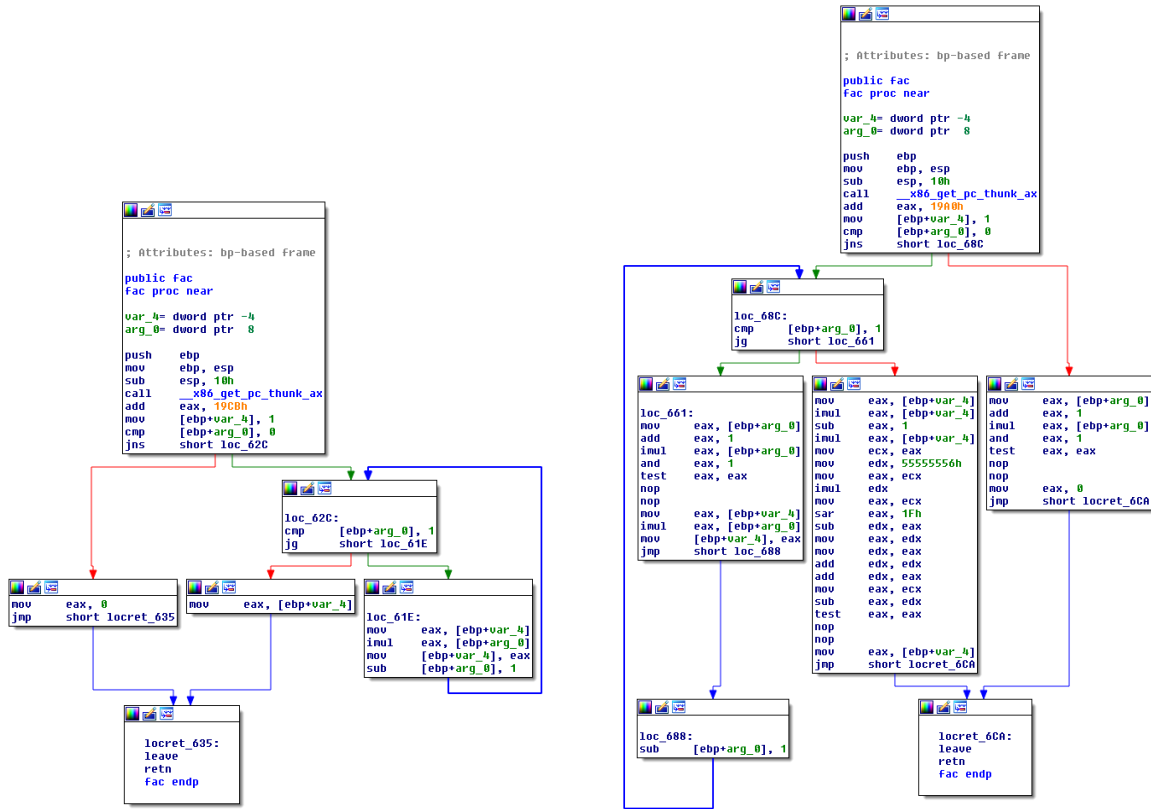 ; Attributes: bp-based frame
public fac
fac proc near
var_4= dword ptr -4
arg_0= dword ptr  8
push    ebp
mov     ebp, esp
sub     esp, 10h
call    __x86_get_pc_thunk_ax
add     eax, 19CBh
mov     [ebp+var_4], 1
cmp     [ebp+arg_0], 0
jns     short loc_62C
loc_62C:
cmp     [ebp+arg_0], 1
jg      short loc_61E
mov     eax, 0
jmp     short locret_635
mov     eax, [ebp+var_4]
loc_61E:
mov     eax, [ebp+var_4]
imul    eax, [ebp+arg_0]
mov     [ebp+var_4], eax
sub     [ebp+arg_0], 1
locret_635:
leave
retn
fac endp
; Attributes: bp-based frame
public fac
fac proc near
var_4= dword ptr -4
arg_0= dword ptr  8
push    ebp
mov     ebp, esp
sub     esp, 10h
call    __x86_get_pc_thunk_ax
add     eax, 19A0h
mov     [ebp+var_4], 1
cmp     [ebp+arg_0], 0
jns     short loc_68C
loc_68C:
cmp     [ebp+arg_0], 1
jg      short loc_661
loc_661:
mov     eax, [ebp+arg_0]
add     eax, 1
imul    eax, [ebp+arg_0]
and     eax, 1
test    eax, eax
nop
nop
mov     eax, [ebp+var_4]
imul    eax, [ebp+arg_0]
mov     [ebp+var_4], eax
jmp     short loc_688
mov     eax, [ebp+var_4]
imul    eax, [ebp+var_4]
sub     eax, 1
imul    eax, [ebp+var_4]
mov     ecx, eax
mov     edx, 55555556h
mov     eax, ecx
imul    edx
mov     eax, ecx
sar     eax, 1Fh
sub     edx, eax
mov     eax, edx
mov     edx, eax
add     edx, edx
add     edx, eax
mov     eax, ecx
sub     eax, edx
test    eax, eax
nop
nop
mov     eax, [ebp+var_4]
jmp     short locret_6CA
mov     eax, [ebp+arg_0]
add     eax, 1
imul    eax, [ebp+arg_0]
and     eax, 1
test    eax, eax
nop
nop
mov     eax, 0
jmp     short locret_6CA
loc_688:
sub     [ebp+arg_0], 1
locret_6CA:
leave
retn
fac endp